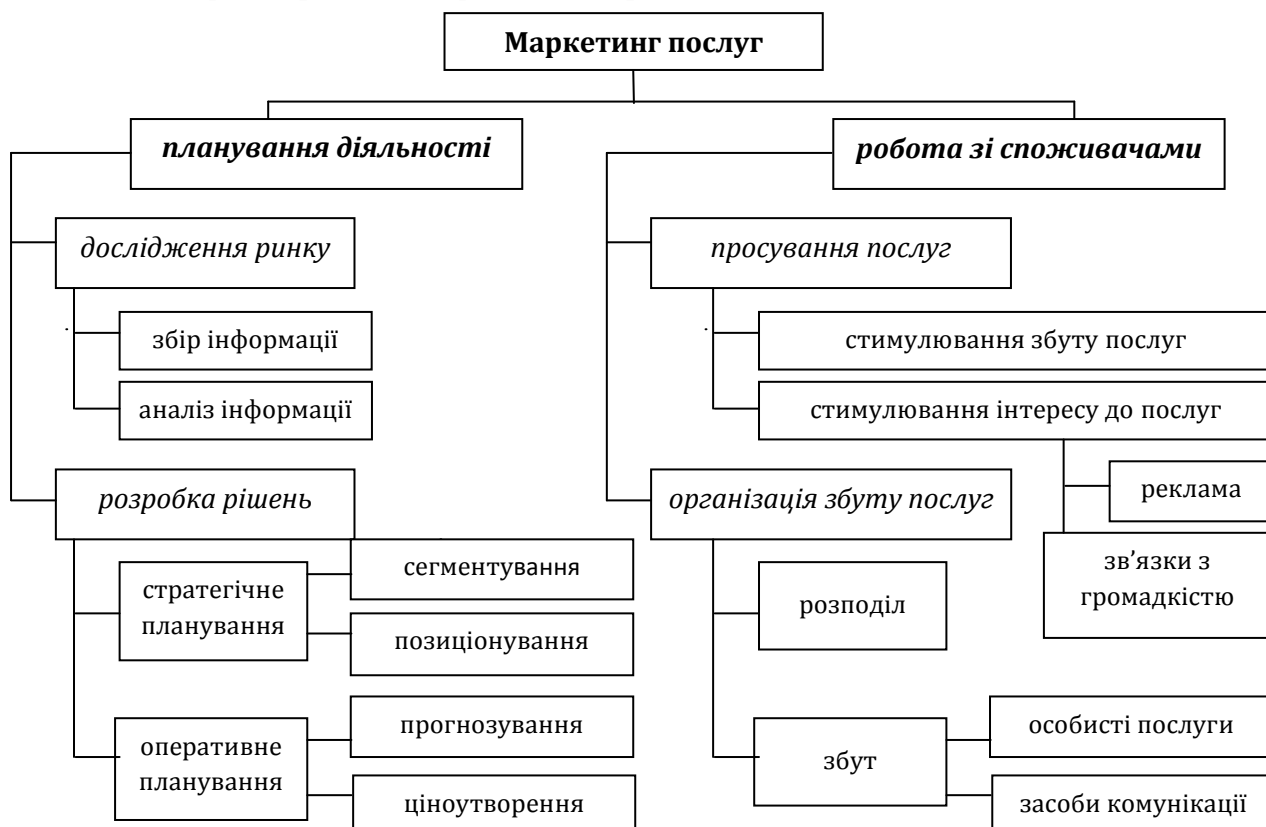 Маркетинг послуг
планування діяльності
дослідження ринку
збір інформації
аналіз інформації
розробка рішень
стратегічне
планування
сегментування
позиціонування
оперативне
планування
прогнозування
ціноутворення
робота зі споживачами
просування послуг
стимулювання збуту послуг
стимулювання інтересу до послуг
реклама
зв’язки з
громадкістю
організація збуту послуг
розподіл
збут
особисті послуги
засоби комунікації